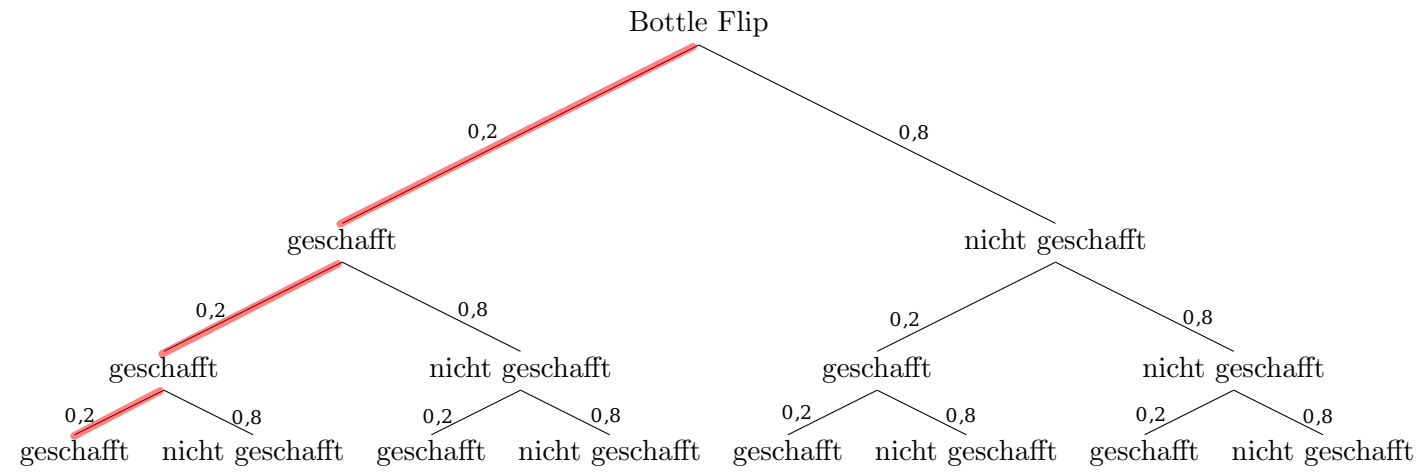 Bottle Flip
0,2 0,8
geschafft nicht geschafft
0,2 0,8 0,2 0,8
geschafft nicht geschafft geschafft nicht geschafft
0,2 0,8 0,2 0,8 0,2 0,8 0,2 0,8
geschafft nicht geschafft geschafft nicht geschafft geschafft nicht geschafft geschafft nicht geschafft